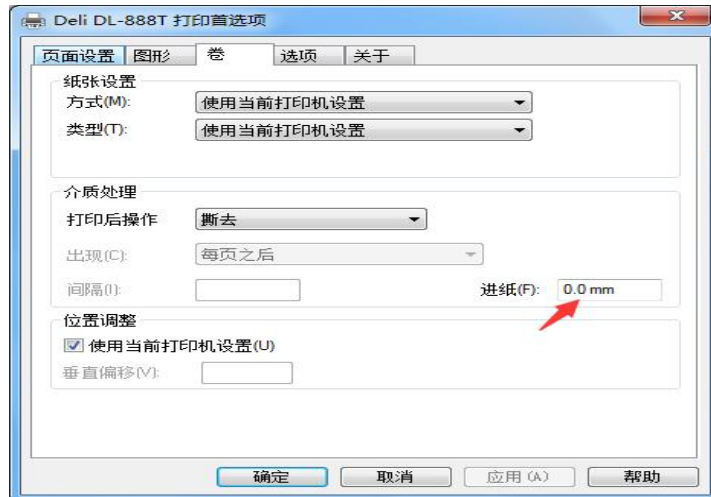 Deli DL-888T 打印首选项
页面设置 图形 卷 选项 关于
纸张设置
方式(M): 使用当前打印机设置
类型(T): 使用当前打印机设置
介质处理
打印后操作 撕去
出现(C): 每页之后
间隔(I): 进纸(F): 0.0 mm
位置调整
使用当前打印机设置(U)
垂直偏移(V):
确定 取消 应用(A) 帮助